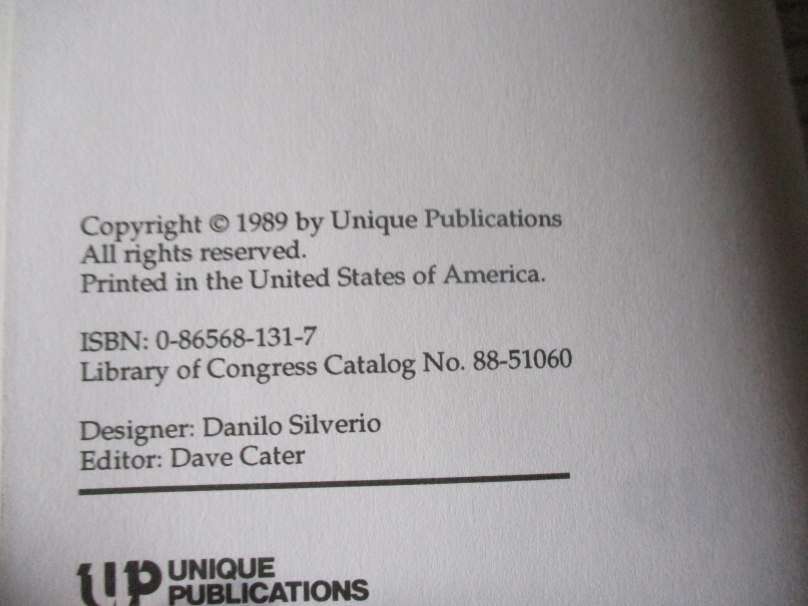 Copyright © 1989 by Unique Publications
All rights reserved.
Printed in the United States of America.
ISBN: 0-86568-131-7
Library of Congress Catalog No. 88-51060
Designer: Danilo Silverio
Editor: Dave Cater
UP UNIQUE
PUBLICATIONS